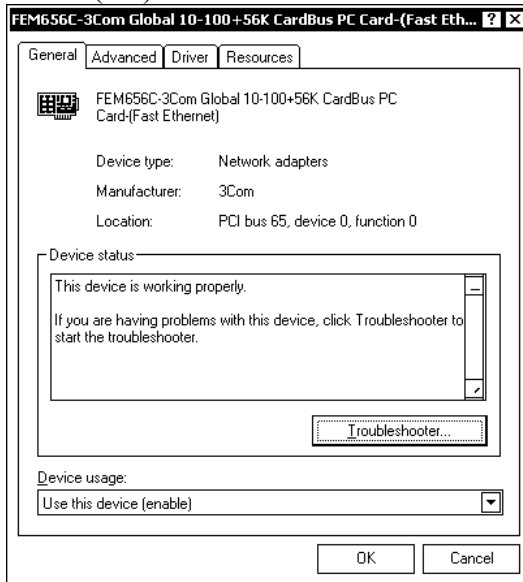 FEM656C-3Com Global 10-100+56K CardBus PC Card-(Fast Eth... ? X
General Advanced Driver Resources
FEM656C-3Com Global 10-100+56K CardBus PC
Card-(Fast Ethernet)
Device type: Network adapters
Manufacturer: 3Com
Location: PCI bus 65, device 0, function 0
Device status
This device is working properly.
If you are having problems with this device, click Troubleshooter to
start the troubleshooter.
Troubleshooter...
Device usage:
Use this device (enable)
OK Cancel